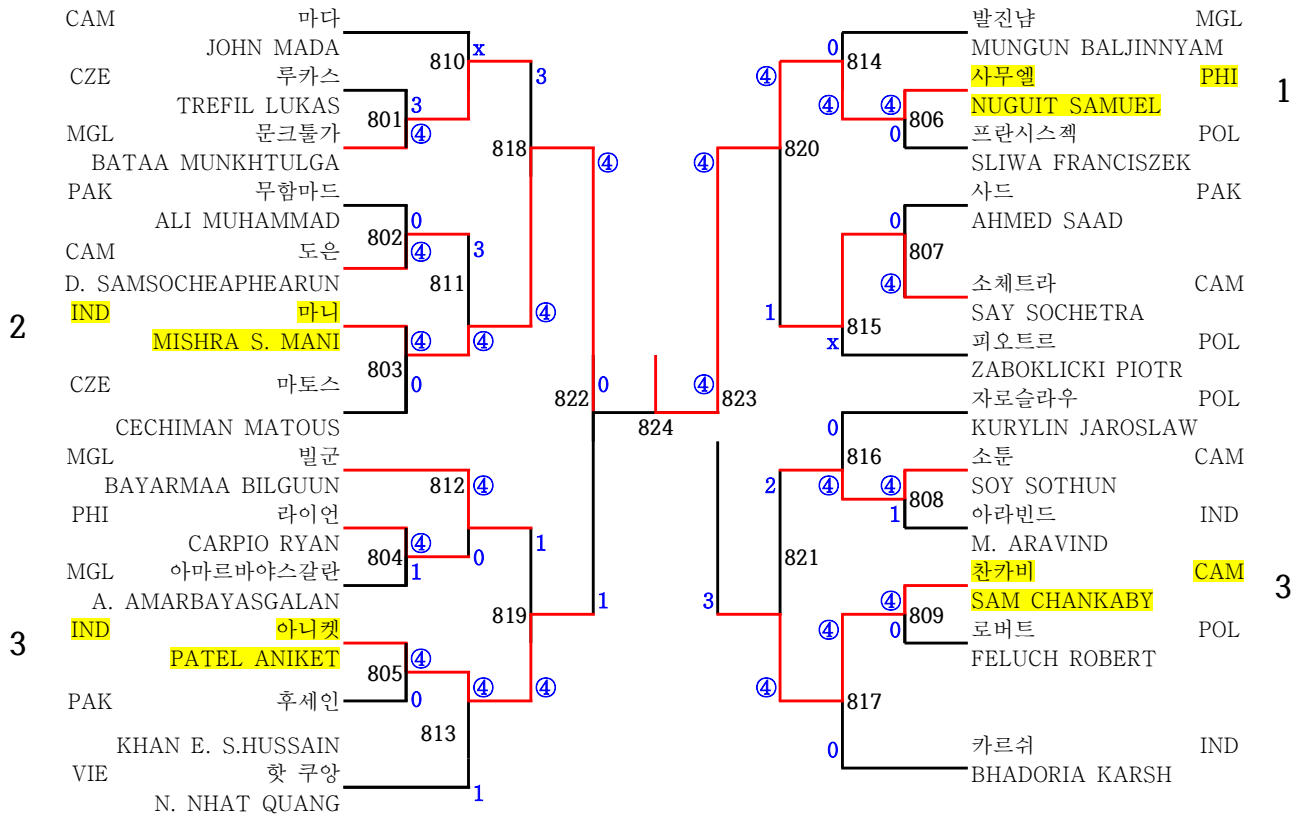 CAM 마다
JOHN MADA
x
810
CZE 루카스
3
TREFIL LUKAS
3
801
④
MGL 문크툴가
818
④
BATAA MUNKHTULGA
PAK 무함마드
0
ALI MUHAMMAD
802
3
CAM 도은
④
D. SAMSOCHEAPHEARUN
811
IND 마니
④
2
MISHRA S. MANI
④
④
803
CZE 마토스
0
822
0
CECHIMAN MATOUS
824
MGL 빌군
BAYARMAA BILGUUN
812
④
PHI 라이언
CARPIO RYAN
④
1
804
0
MGL 아마르바야스갈란
1
A. AMARBAYASGALAN
819
1
IND 아니켓
3
PATEL ANIKET
④
805
④
④
PAK 후세인
0
KHAN E. S.HUSSAIN
813
VIE 핫 쿠앙
1
N. NHAT QUANG
발진냠 MGL
0
MUNGUN BALJINNYAM
814
④
사무엘 PHI
1
④
④
NUGUIT SAMUEL
806
0
프란시스젝 POL
820
④
SLIWA FRANCISZEK
사드 PAK
0
AHMED SAAD
807
④
소체트라 CAM
1
SAY SOCHETRA
815
x
피오트르 POL
ZABOKLICKI PIOTR
④
823
자로슬라우 POL
0
KURYLIN JAROSLAW
816
소툰 CAM
2
④
④
SOY SOTHUN
808
1
아라빈드 IND
M. ARAVIND
821
찬카비 CAM
3
3
④
SAM CHANKABY
809
④
0
로버트 POL
FELUCH ROBERT
④
817
0
카르쉬 IND
BHADORIA KARSH